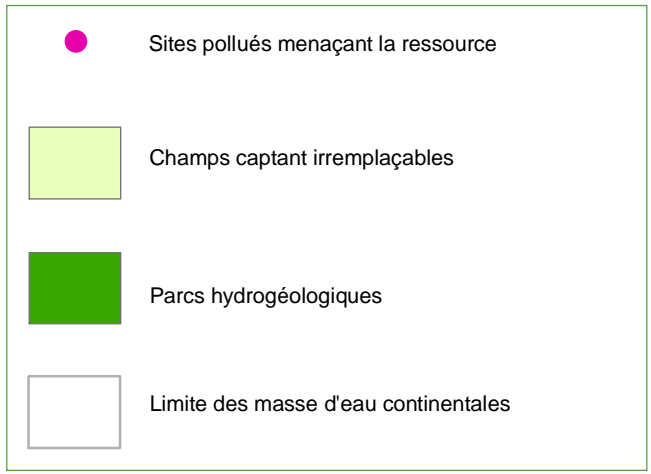 Sites pollués menaçant la ressource
Champs captant irremplaçables
Parcs hydrogéologiques
Limite des masse d'eau continentales